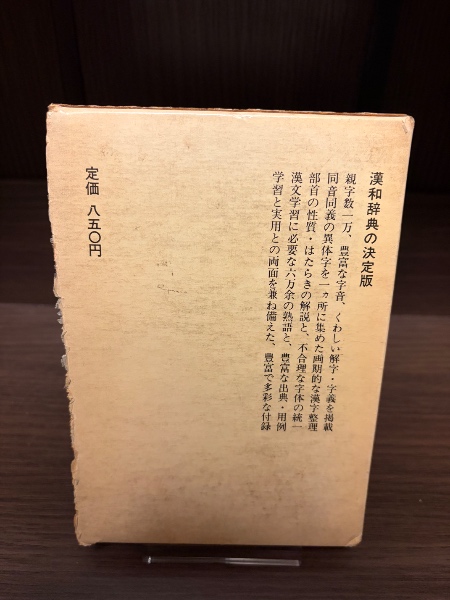 漢和辞典の決定版
親字数一万、豊富な字音、くわしい解字・字義を掲載
同音同義の異体字を一ヵ所に集めた画期的な漢字整理
部首の性質・はたらきの解説と、不合理な字体の統一
漢文学習に必要な六万余の熟語と、豊富な出典・用例
学習と実用との両面を兼ね備えた、豊富で多彩な付録
定価 八五〇円